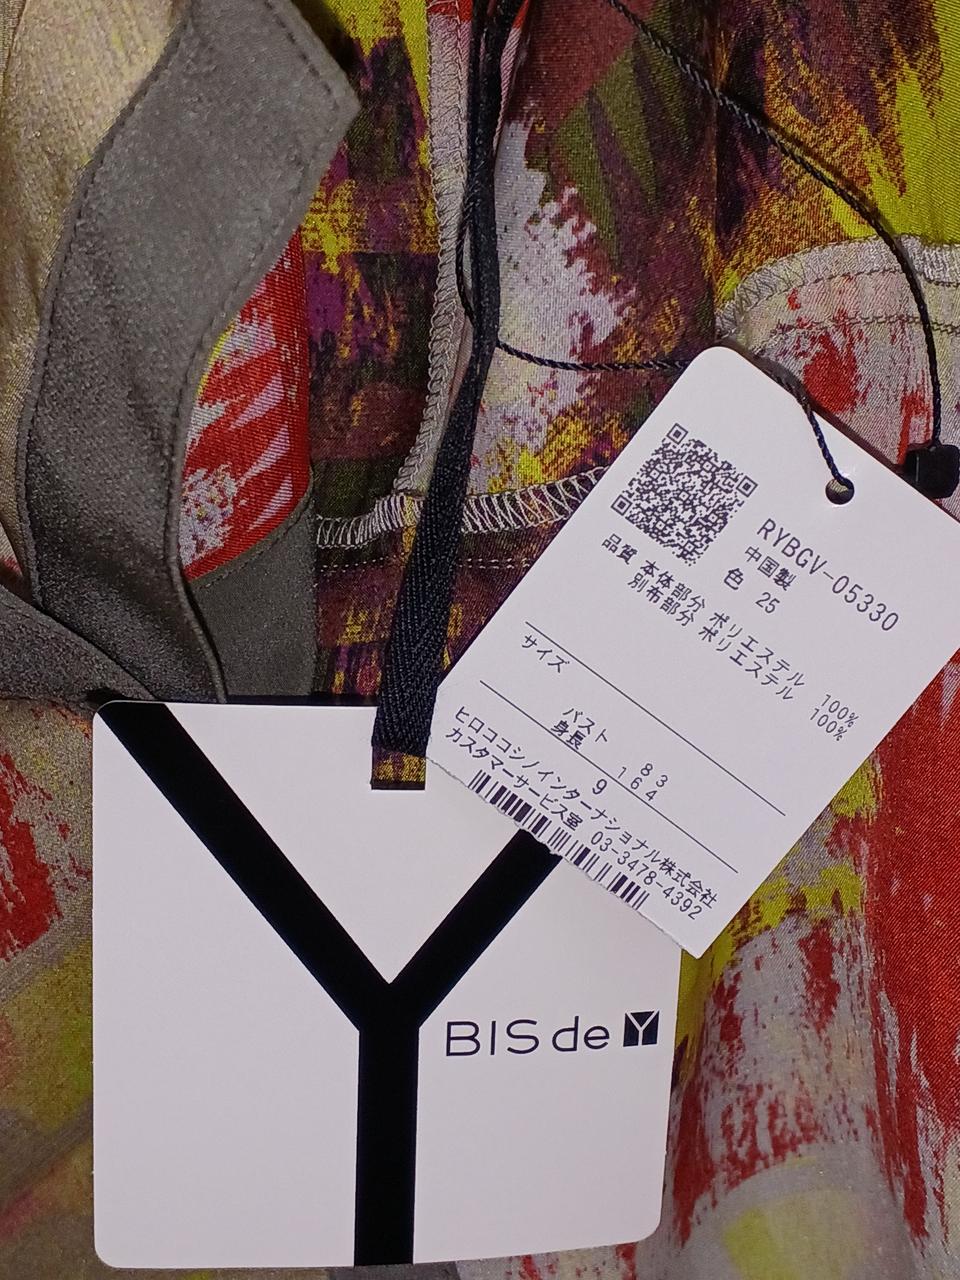 RYBGV-05330
中国製
色 25
品質 本体部分 ポリエステル 100%
別布部分 ポリエステル 100%
サイズ
バスト 83
身長 164
9
ヒロココシノインターナショナル株式会社
カスタマーサービス室 03-3478-4392
Y
BIS de Y